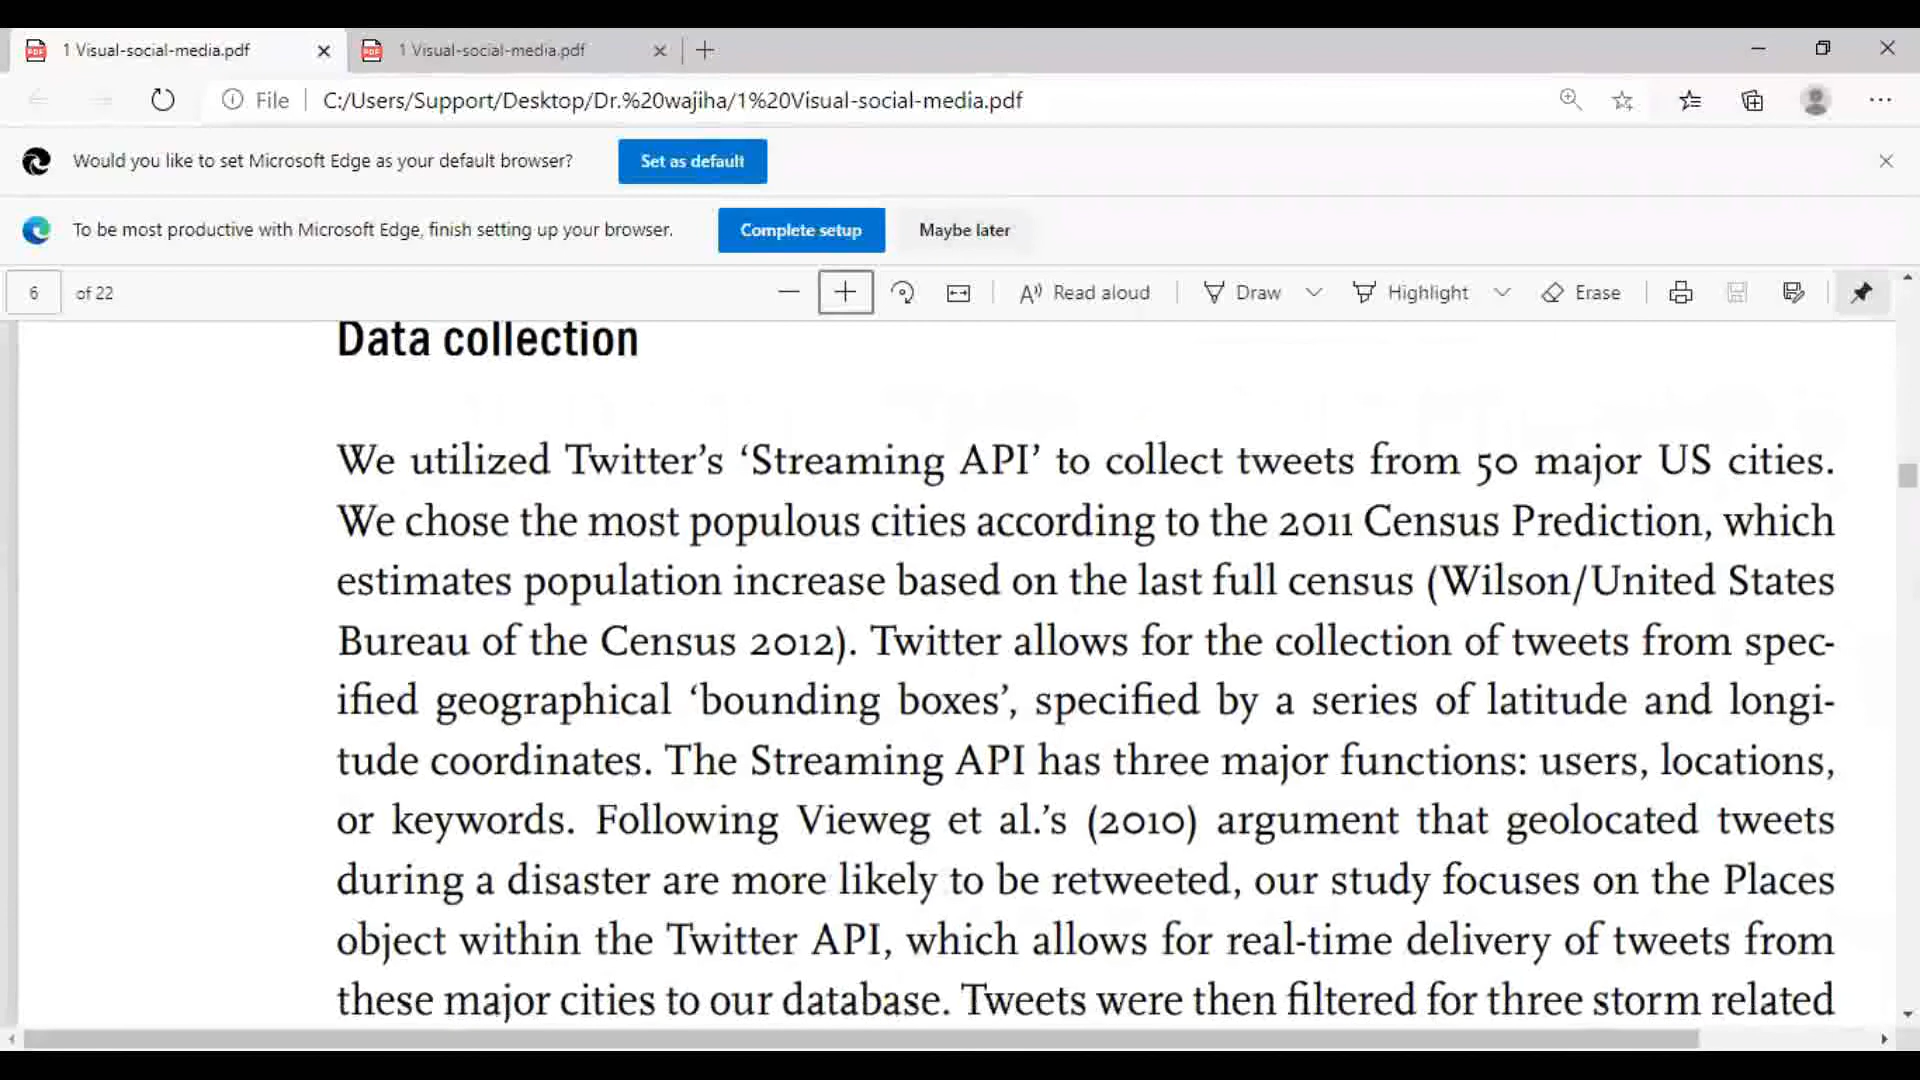 1 Visual-social-media.pdf
1 Visual-social-media.pdf
File
C:/Users/Support/Desktop/Dr.%20wajiha/1%20Visual-social-media.pdf
Would you like to set Microsoft Edge as your default browser?
Set as default
To be most productive with Microsoft Edge, finish setting up your browser.
Complete setup
Maybe later
6 of 22
Read aloud
Draw
Highlight
Erase
Data collection
We utilized Twitter's ‘Streaming API’ to collect tweets from 50 major US cities.
We chose the most populous cities according to the 2011 Census Prediction, which
estimates population increase based on the last full census (Wilson/United States
Bureau of the Census 2012). Twitter allows for the collection of tweets from spec-
ified geographical ‘bounding boxes’, specified by a series of latitude and longi-
tude coordinates. The Streaming API has three major functions: users, locations,
or keywords. Following Vieweg et al.’s (2010) argument that geolocated tweets
during a disaster are more likely to be retweeted, our study focuses on the Places
object within the Twitter API, which allows for real-time delivery of tweets from
these major cities to our database. Tweets were then filtered for three storm related